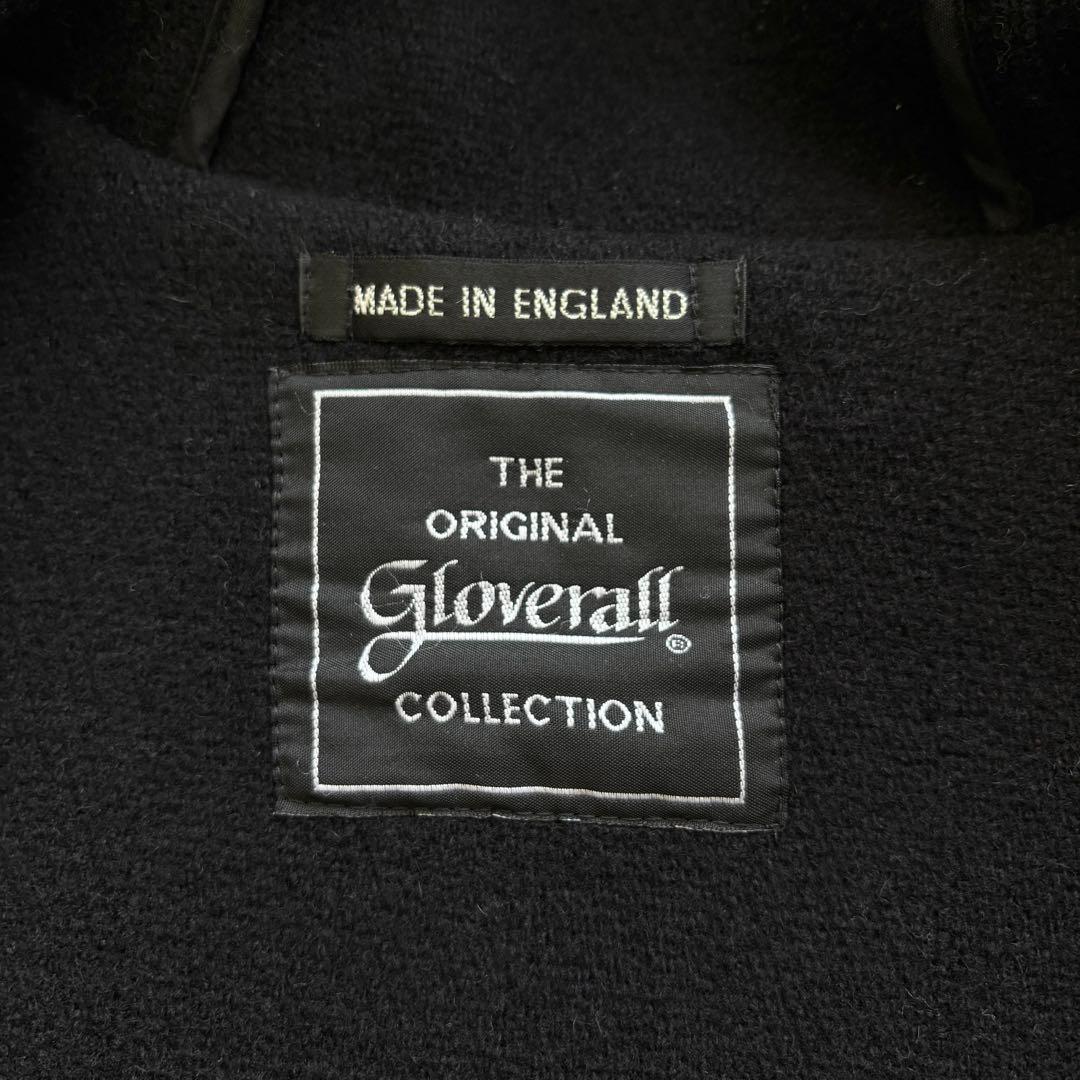 MADE IN ENGLAND
THE
ORIGINAL
Gloverall®
COLLECTION